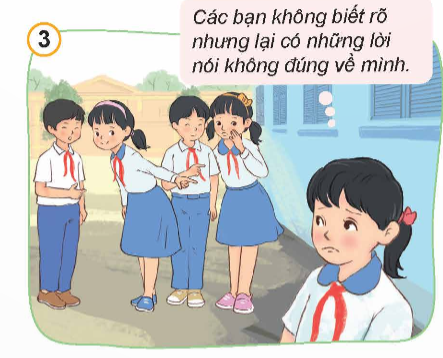 3
Các bạn không biết rõ
nhưng lại có những lời
nói không đúng về mình.